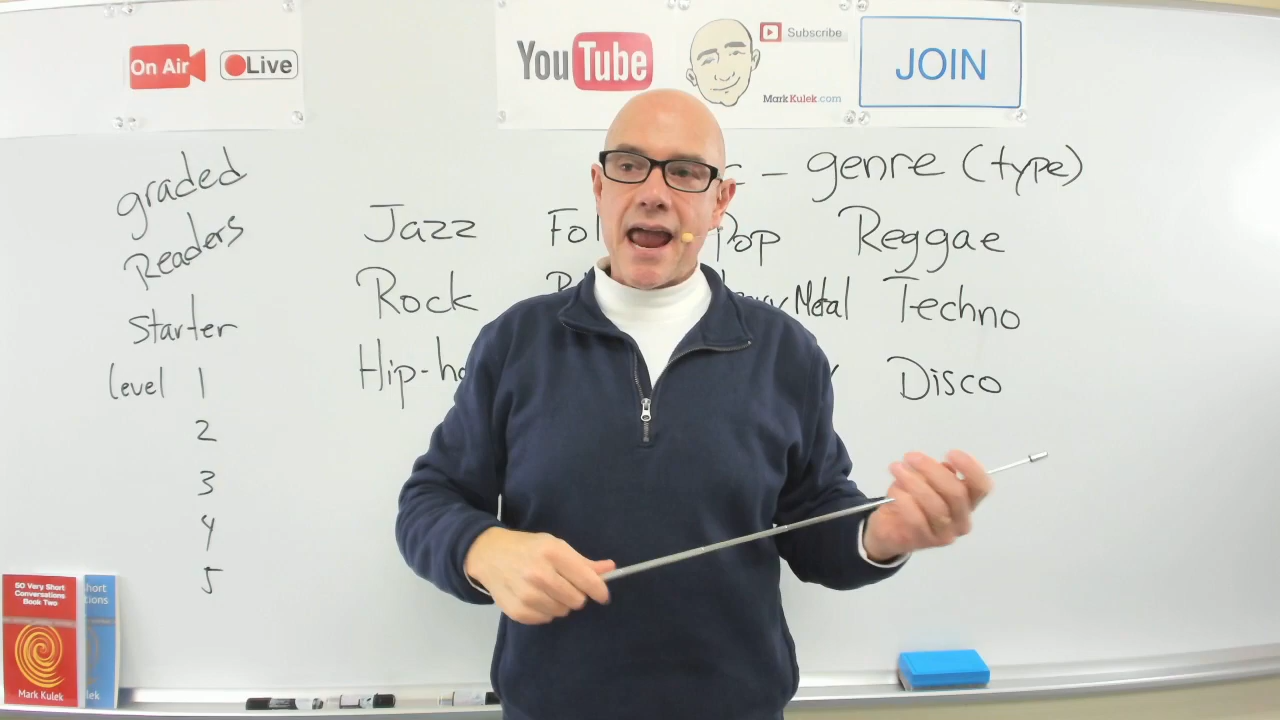 On Air
Live
YouTube
Subscribe
MarkKulek.com
JOIN
genre (type)
graded
Readers
Starter
level 1
2
3
4
5
Jazz Pop Reggae
Rock Metal Techno
Disco
50 Very Short
Conversations
Book Two
Mark Kulek